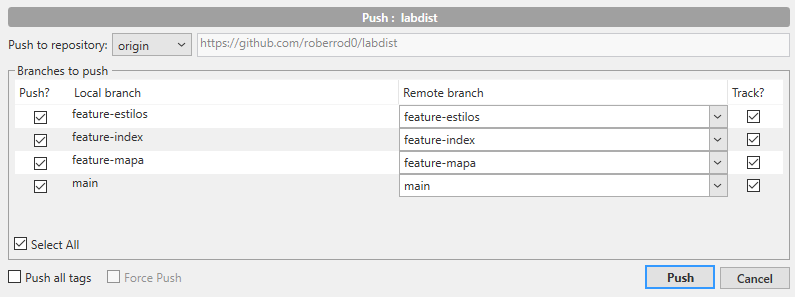 Push : labdist
Push to repository: origin https://github.com/roberrod0/labdist
Branches to push
Push? Local branch Remote branch Track?
feature-estilos feature-estilos
feature-index feature-index
feature-mapa feature-mapa
main main
Select All
Push all tags Force Push Push Cancel